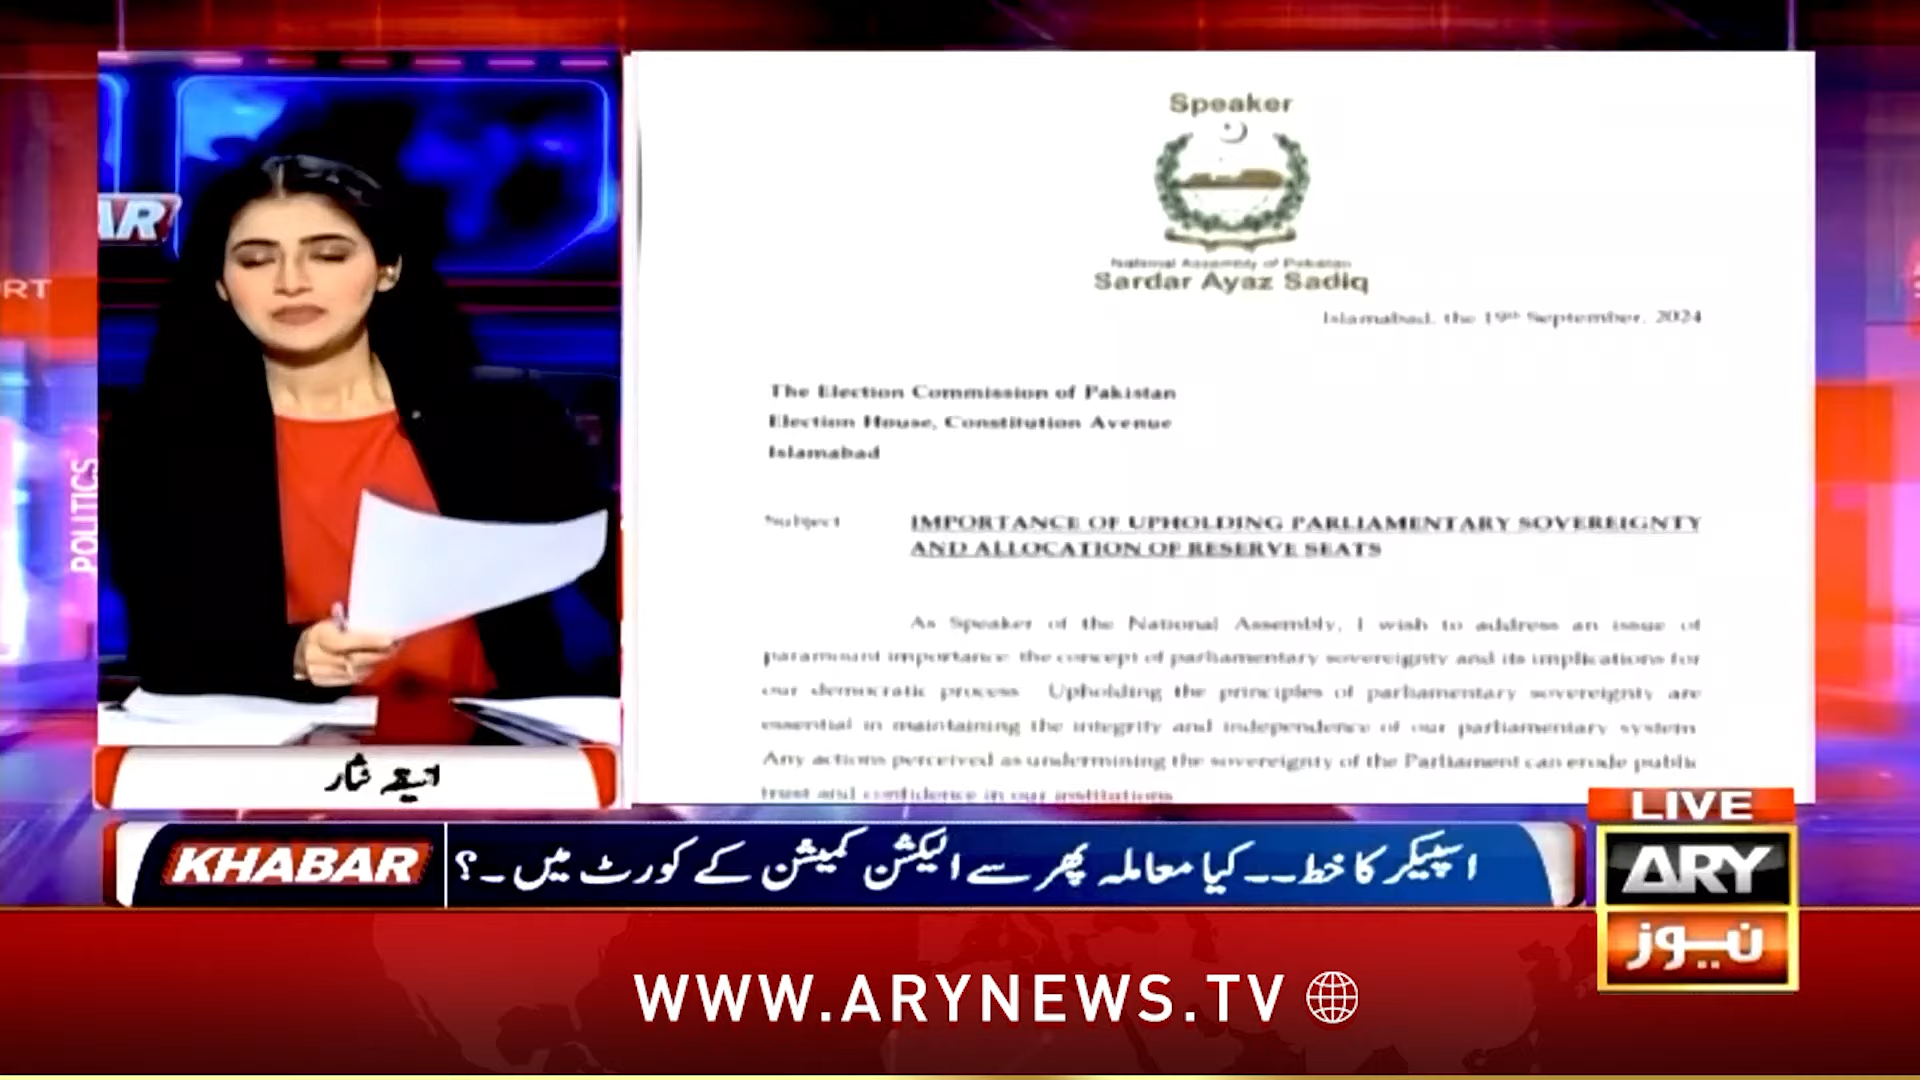 AR
RT
POLITICS
Speaker
National Assembly of Pakistan
Sardar Ayaz Sadiq
Islamabad, the 19th September, 2024
The Election Commission of Pakistan
Election House, Constitution Avenue
Islamabad
Subject
IMPORTANCE OF UPHOLDING PARLIAMENTARY SOVEREIGNTY
AND ALLOCATION OF RESERVE SEATS
As Speaker of the National Assembly, I wish to address an issue of
paramount importance: the concept of parliamentary sovereignty and its implications for
our democratic process. Upholding the principles of parliamentary sovereignty are
essential in maintaining the integrity and independence of our parliamentary system.
Any actions perceived as undermining the sovereignty of the Parliament can erode public
trust and confidence in our institutions.
انیقہ نثار
KHABAR
اسپیکر کا خط۔۔کیا معاملہ پھر سے الیکشن کمیشن کے کورٹ میں ۔؟
LIVE
ARY
نیوز
WWW.ARYNEWS.TV